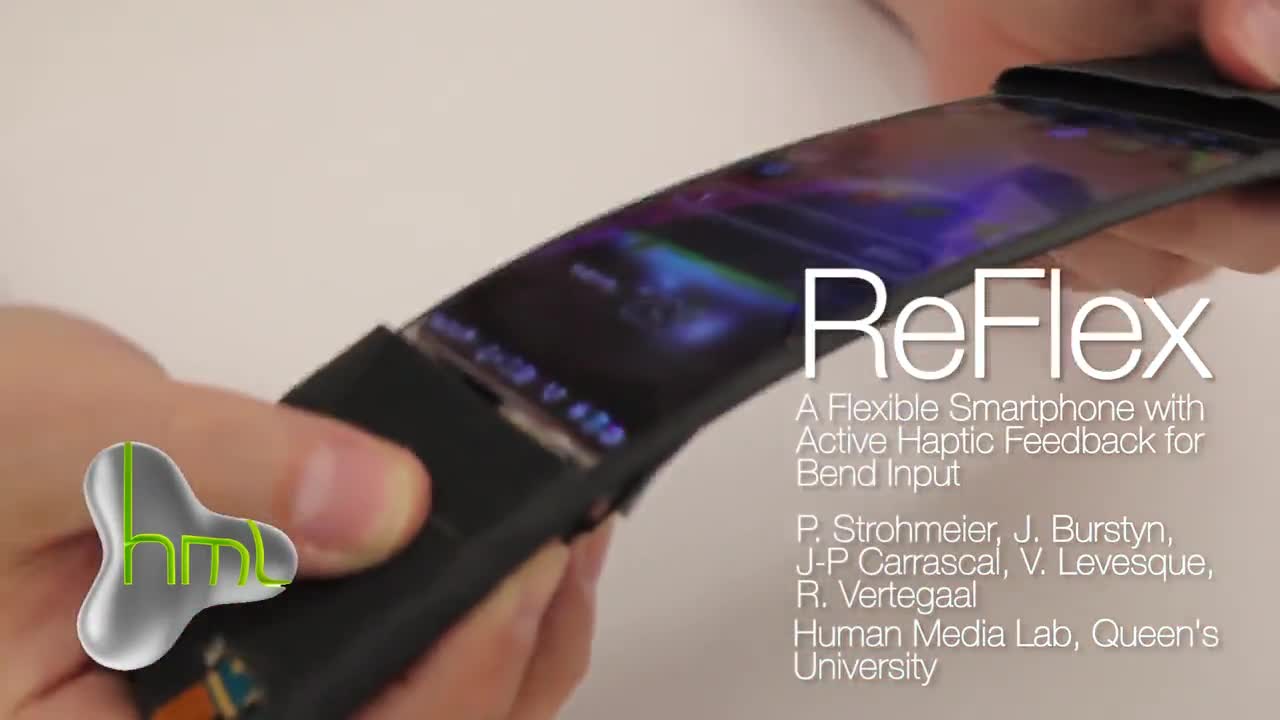 ReFlex
A Flexible Smartphone with
Active Haptic Feedback for
Bend Input
P. Strohmeier, J. Burstyn,
J-P Carrascal, V. Levesque,
R. Vertegaal
Human Media Lab, Queen's
University
hml